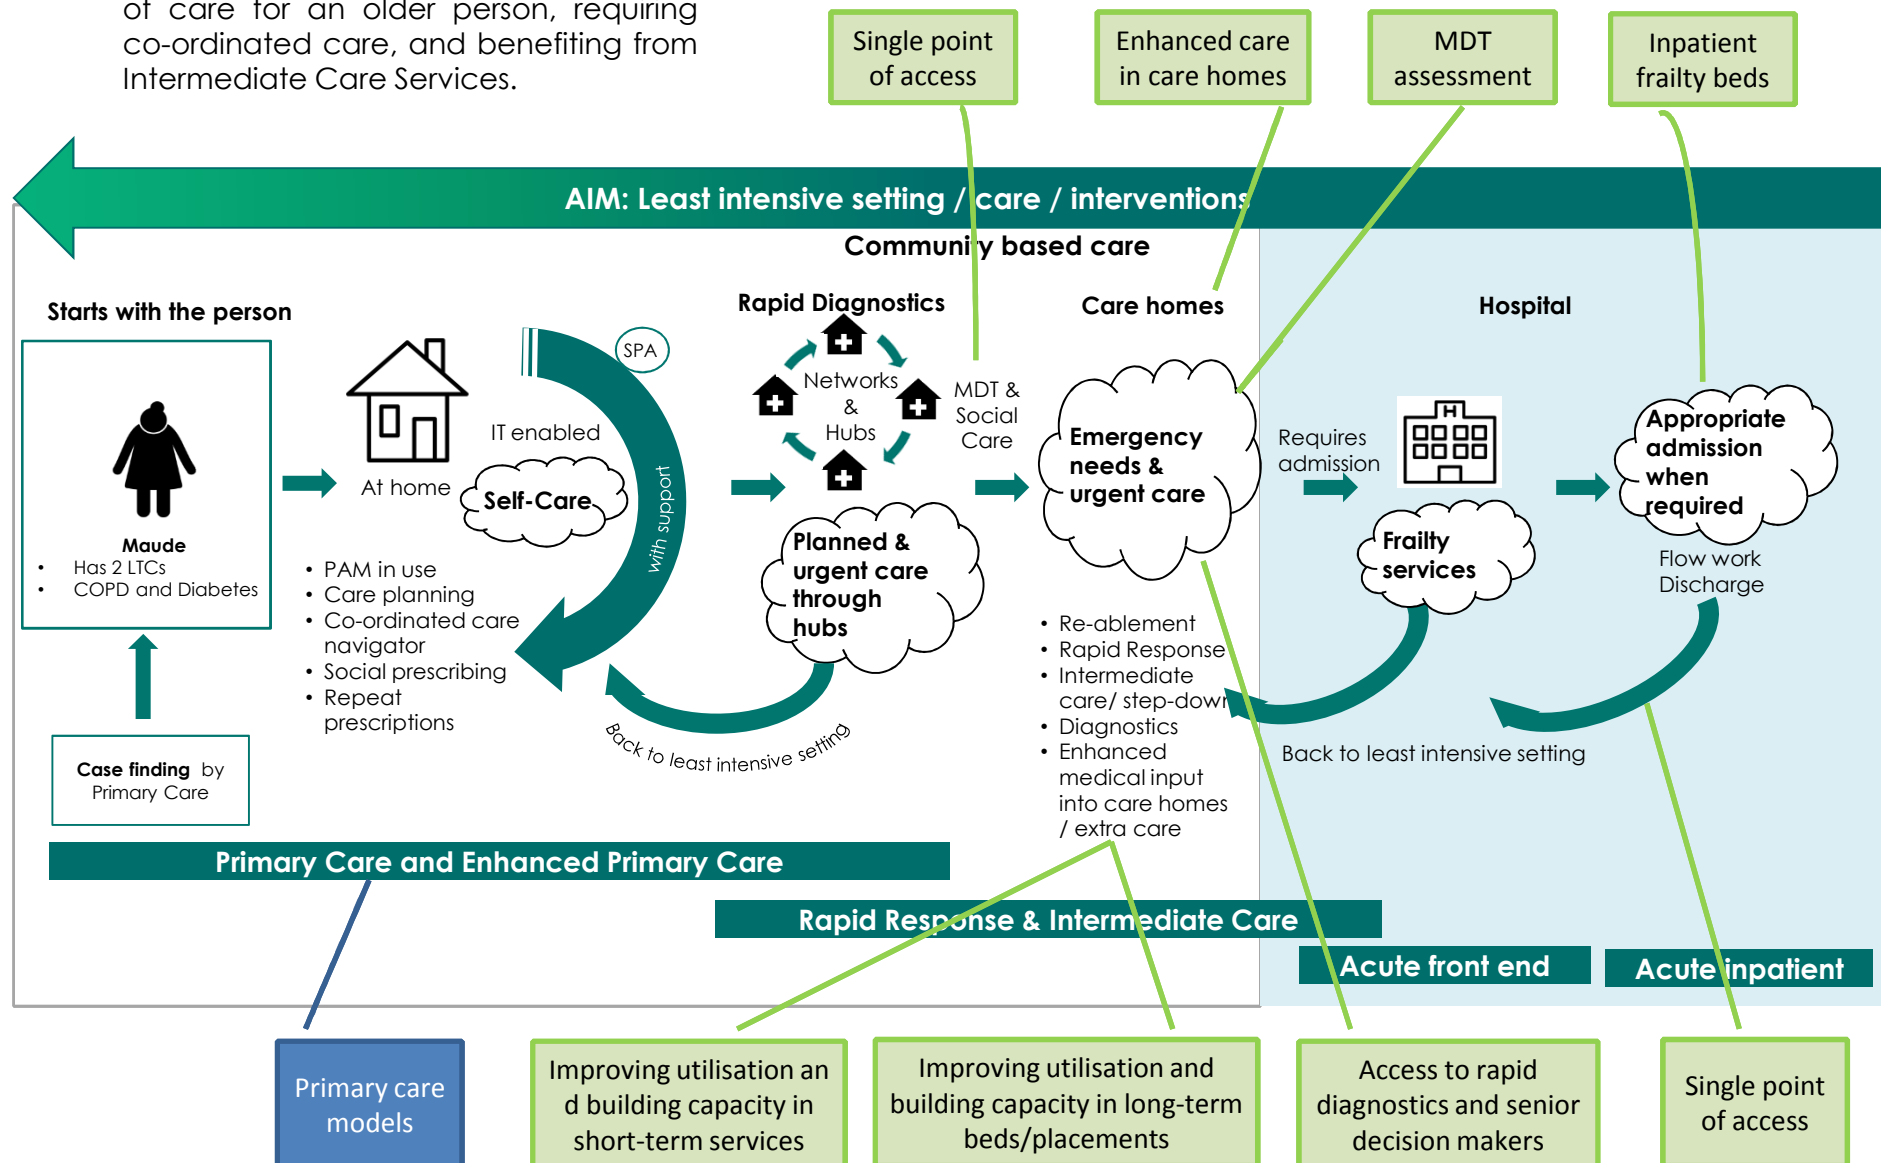 of care for an older person, requiring
co-ordinated care, and benefiting from
Intermediate Care Services.
Single point
of access
Enhanced care
in care homes
MDT
assessment
Inpatient
frailty beds
AIM: Least intensive setting / care / interventions
Community based care
Starts with the person
Rapid Diagnostics
Care homes
Hospital
Maude
• Has 2 LTCs
• COPD and Diabetes
Case finding by
Primary Care
At home
IT enabled
Self-Care
SPA
with support
• PAM in use
• Care planning
• Co-ordinated care
navigator
• Social prescribing
• Repeat
prescriptions
Networks
&
Hubs
MDT &
Social
Care
Planned &
urgent care
through
hubs
Back to least intensive setting
Emergency
needs &
urgent care
• Re-ablement
• Rapid Response
• Intermediate
care/ step-down
• Diagnostics
• Enhanced
medical input
into care homes
/ extra care
Requires
admission
H
Frailty
services
Appropriate
admission
when
required
Flow work
Discharge
Back to least intensive setting
Primary Care and Enhanced Primary Care
Rapid Response & Intermediate Care
Acute front end
Acute inpatient
Primary care
models
Improving utilisation an
d building capacity in
short-term services
Improving utilisation and
building capacity in long-term
beds/placements
Access to rapid
diagnostics and senior
decision makers
Single point
of access